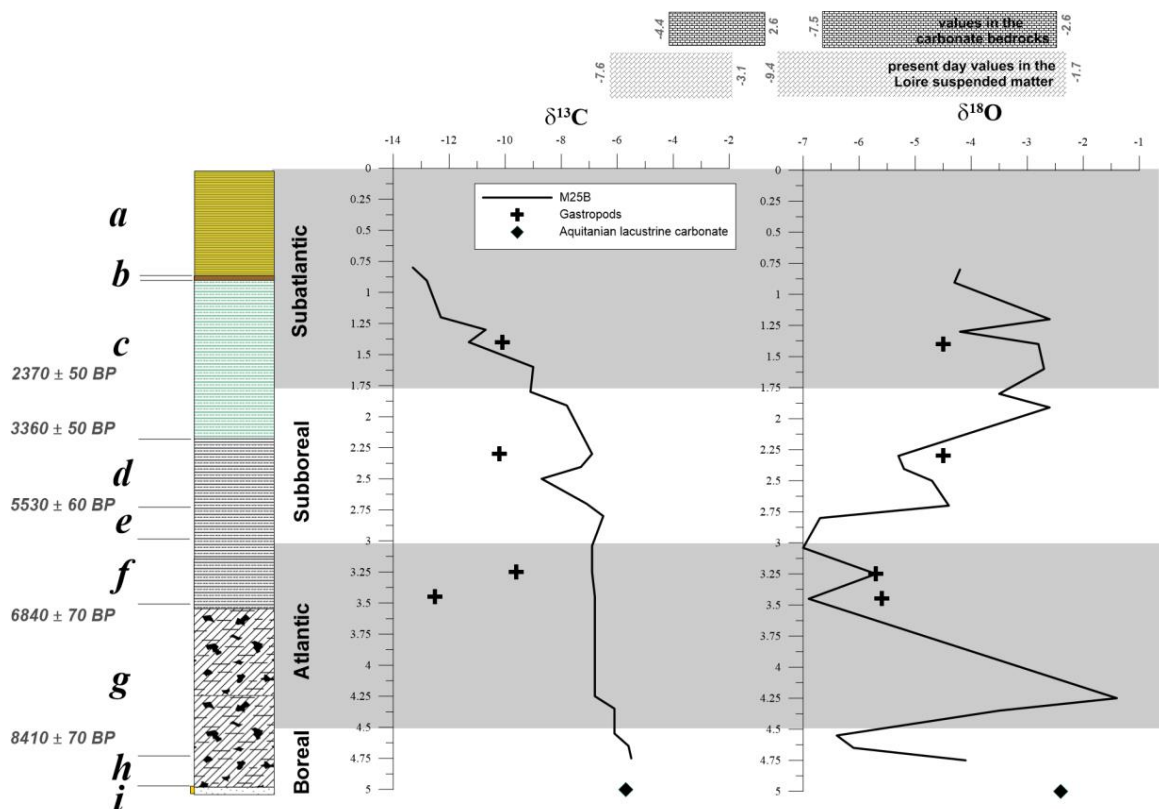 -4.4
2.6
-7.5
values in the
carbonate bedrocks
-2.6
-7.6
-3.1
-9.4
present day values in the
Loire suspended matter
-1.7
δ13C
δ18O
-14 -12 -10 -8 -6 -4 -2
-7 -6 -5 -4 -3 -2 -1
M25B
Gastropods
Aquitanian lacustrine carbonate
0
0.25
0.5
0.75
1
1.25
1.5
1.75
2
2.25
2.5
2.75
3
3.25
3.5
3.75
4
4.25
4.5
4.75
5
0
0.25
0.5
0.75
1
1.25
1.5
1.75
2
2.25
2.5
2.75
3
3.25
3.5
3.75
4
4.25
4.5
4.75
5
a
b
c
2370 ± 50 BP
3360 ± 50 BP
d
5530 ± 60 BP
e
f
6840 ± 70 BP
g
8410 ± 70 BP
h
i
Subatlantic
Subboreal
Atlantic
Boreal